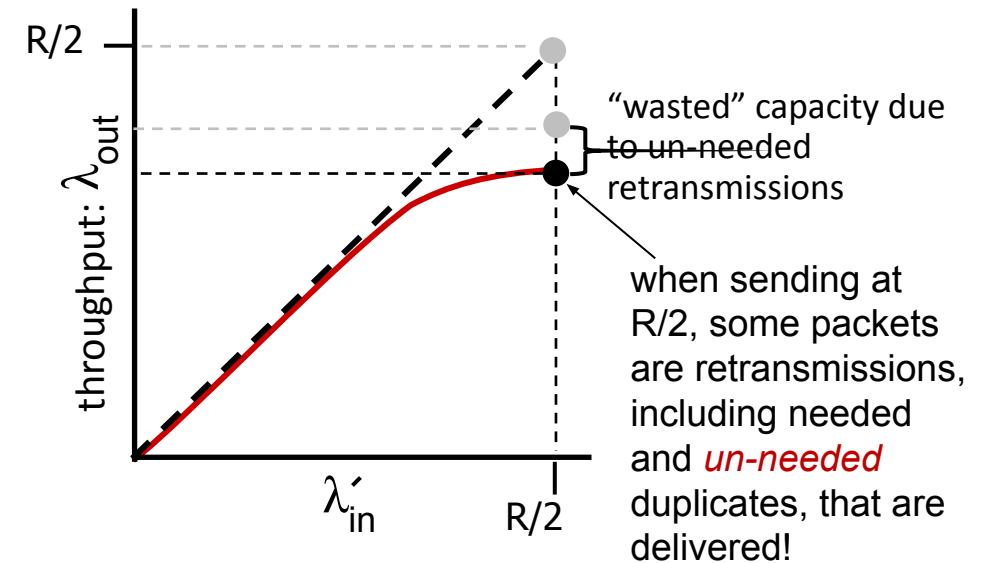 R/2
throughput: λout
“wasted” capacity due
to un-needed
retransmissions
when sending at
R/2, some packets
are retransmissions,
including needed
and un-needed
duplicates, that are
delivered!
λ′in
R/2